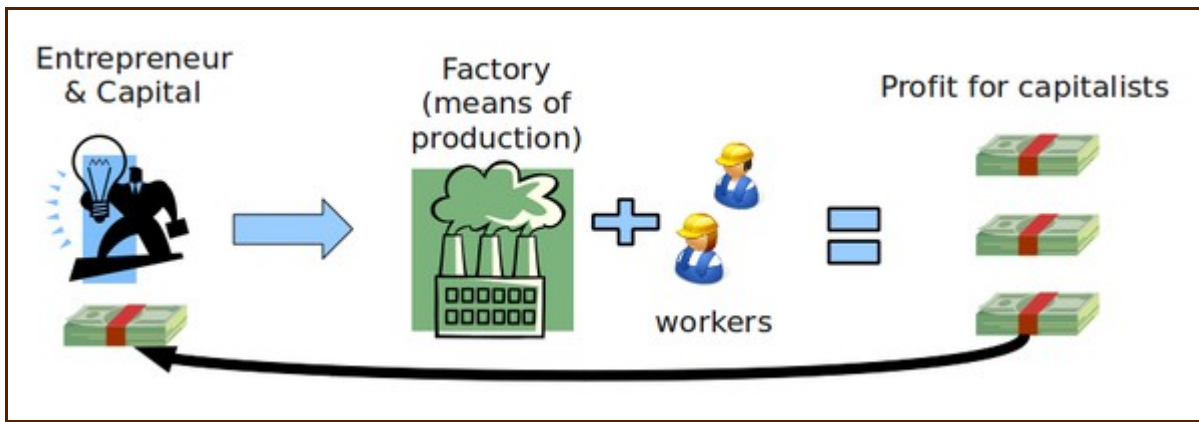 Entrepreneur
& Capital
Factory
(means of
production)
workers
Profit for capitalists